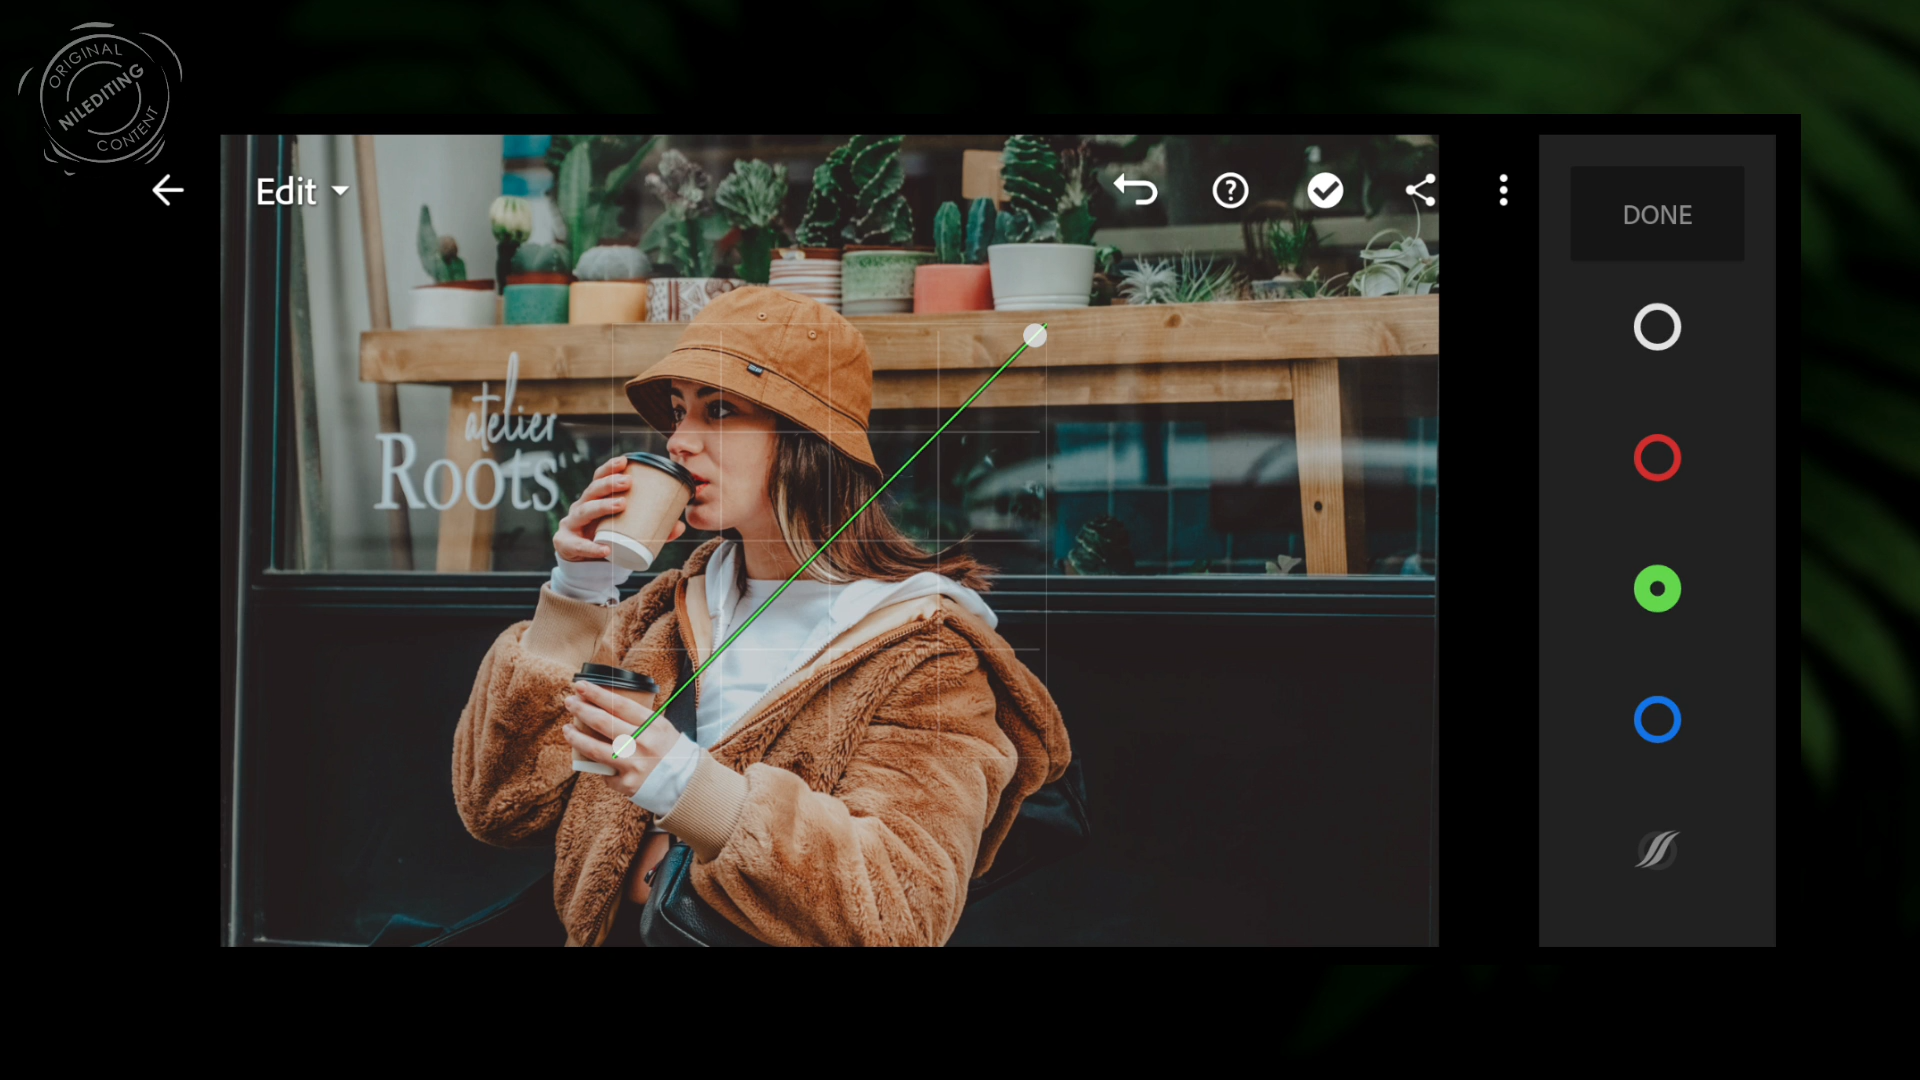 ORIGINAL
NILEDITING
CONTENT
Edit
DONE
atelier
Roots